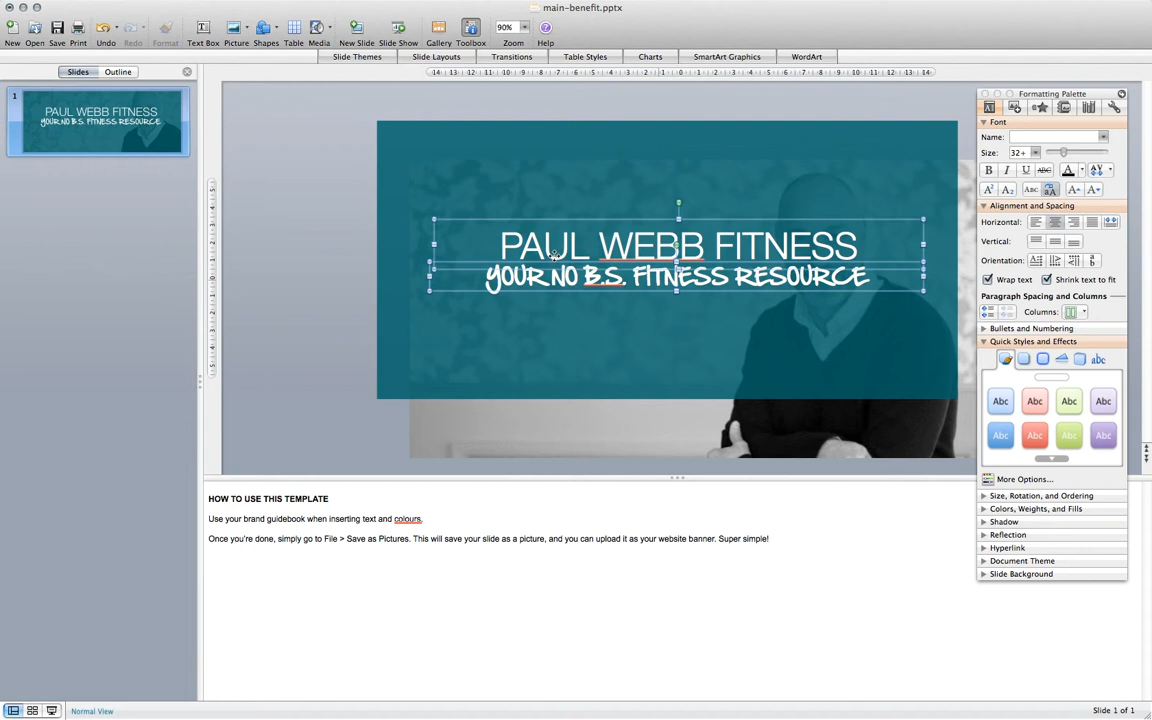 main-benefit.pptx
New Open Save Print Undo Redo Format Text Box Picture Shapes Table Media New Slide Slide Show Gallery Toolbox 90% Zoom Help
Slide Themes Slide Layouts Transitions Table Styles Charts SmartArt Graphics WordArt
Slides Outline
1
PAUL WEBB FITNESS
YOUR NO B.S. FITNESS RESOURCE
PAUL WEBB FITNESS
YOUR NO B.S. FITNESS RESOURCE
HOW TO USE THIS TEMPLATE
Use your brand guidebook when inserting text and colours.
Once you're done, simply go to File > Save as Pictures. This will save your slide as a picture, and you can upload it as your website banner. Super simple!
Formatting Palette
Font
Name:
Size: 32+
B I U ABC A AV
A² A₂ ABC aA A A
Alignment and Spacing
Horizontal:
Vertical:
Orientation:
Wrap text Shrink text to fit
Paragraph Spacing and Columns
Columns:
Bullets and Numbering
Quick Styles and Effects
abc
Abc Abc Abc Abc
Abc Abc Abc Abc
More Options...
Size, Rotation, and Ordering
Colors, Weights, and Fills
Shadow
Reflection
Hyperlink
Document Theme
Slide Background
Normal View
Slide 1 of 1